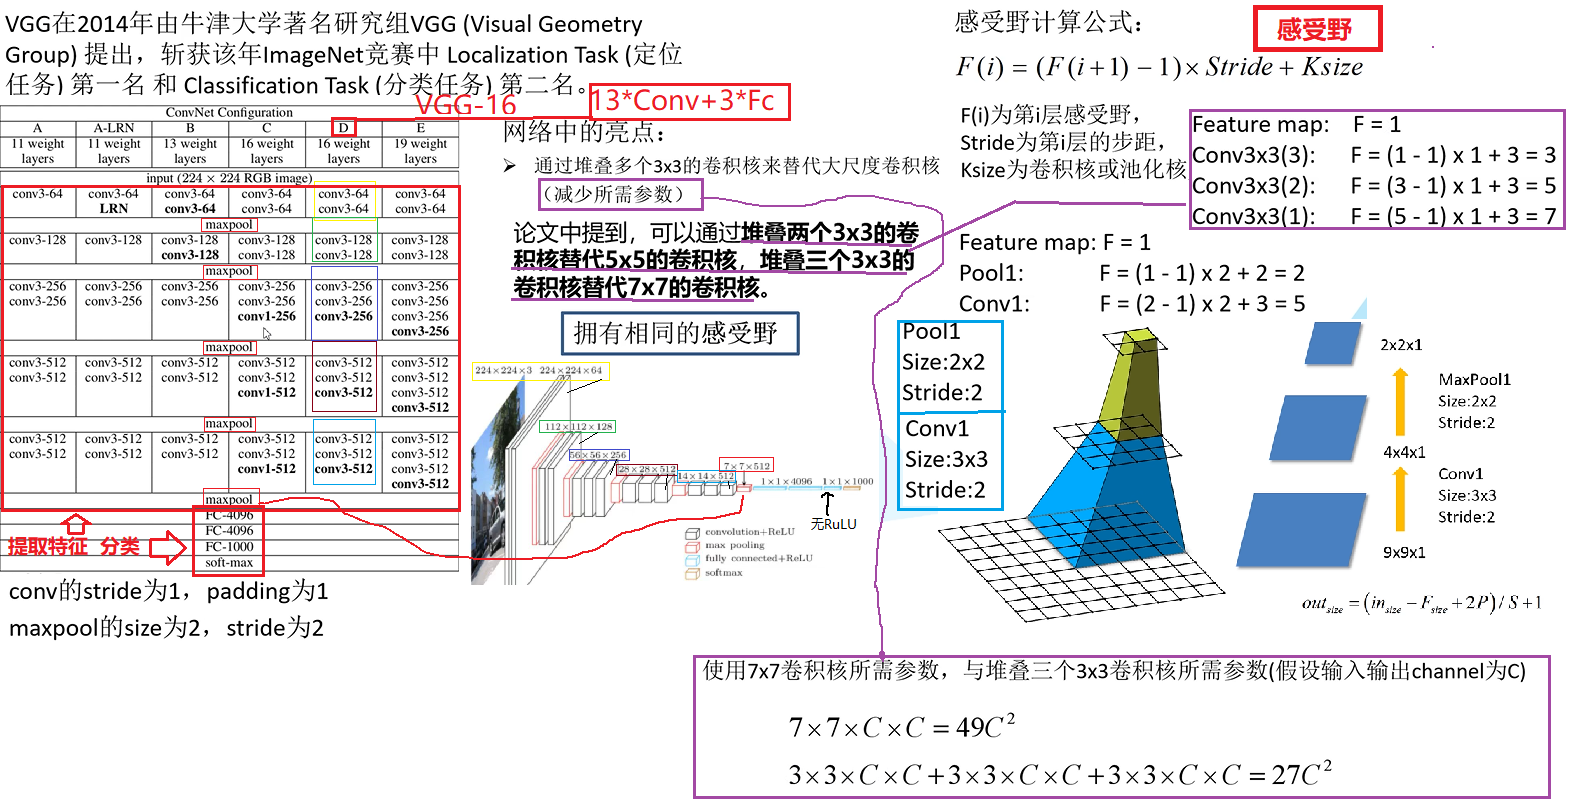 VGG在2014年由牛津大学著名研究组VGG (Visual Geometry
Group) 提出，斩获该年ImageNet竞赛中 Localization Task (定位
任务) 第一名 和 Classification Task (分类任务) 第二名。
VGG-16
13*Conv+3*Fc
ConvNet Configuration
A A-LRN B C D E
11 weight layers 11 weight layers 13 weight layers 16 weight layers 16 weight layers 19 weight layers
input (224 × 224 RGB image)
conv3-64 conv3-64 conv3-64 conv3-64 conv3-64 conv3-64
LRN conv3-64 conv3-64 conv3-64 conv3-64
maxpool
conv3-128 conv3-128 conv3-128 conv3-128 conv3-128 conv3-128
conv3-128 conv3-128 conv3-128 conv3-128
maxpool
conv3-256 conv3-256 conv3-256 conv3-256 conv3-256 conv3-256
conv3-256 conv3-256 conv3-256 conv3-256 conv3-256 conv3-256
conv1-256 conv3-256 conv3-256
conv3-256
maxpool
conv3-512 conv3-512 conv3-512 conv3-512 conv3-512 conv3-512
conv3-512 conv3-512 conv3-512 conv3-512 conv3-512 conv3-512
conv1-512 conv3-512 conv3-512
conv3-512
maxpool
conv3-512 conv3-512 conv3-512 conv3-512 conv3-512 conv3-512
conv3-512 conv3-512 conv3-512 conv3-512 conv3-512 conv3-512
conv1-512 conv3-512 conv3-512
conv3-512
maxpool
FC-4096
FC-4096
FC-1000
soft-max
提取特征 分类
conv的stride为1，padding为1
maxpool的size为2，stride为2
网络中的亮点：
➢ 通过堆叠多个3x3的卷积核来替代大尺度卷积核
（减少所需参数）
论文中提到，可以通过堆叠两个3x3的卷
积核替代5x5的卷积核，堆叠三个3x3的
卷积核替代7x7的卷积核。
拥有相同的感受野
224×224×3 224×224×64
112×112×128
56×56×256
28×28×512
14×14×512
7×7×512
1×1×4096 1×1×1000
无RuLU
convolution+ReLU
max pooling
fully connected+ReLU
softmax
感受野计算公式：
感受野
F(i) = (F(i+1) − 1) × Stride + Ksize
F(i)为第i层感受野，
Stride为第i层的步距，
Ksize为卷积核或池化核
Feature map: F = 1
Conv3x3(3): F = (1 - 1) x 1 + 3 = 3
Conv3x3(2): F = (3 - 1) x 1 + 3 = 5
Conv3x3(1): F = (5 - 1) x 1 + 3 = 7
Feature map: F = 1
Pool1: F = (1 - 1) x 2 + 2 = 2
Conv1: F = (2 - 1) x 2 + 3 = 5
Pool1
Size:2x2
Stride:2
Conv1
Size:3x3
Stride:2
2x2x1
MaxPool1
Size:2x2
Stride:2
4x4x1
Conv1
Size:3x3
Stride:2
9x9x1
out_size = (in_size − F_size + 2P) / S + 1
使用7x7卷积核所需参数，与堆叠三个3x3卷积核所需参数(假设输入输出channel为C)
7×7×C×C = 49C²
3×3×C×C + 3×3×C×C + 3×3×C×C = 27C²